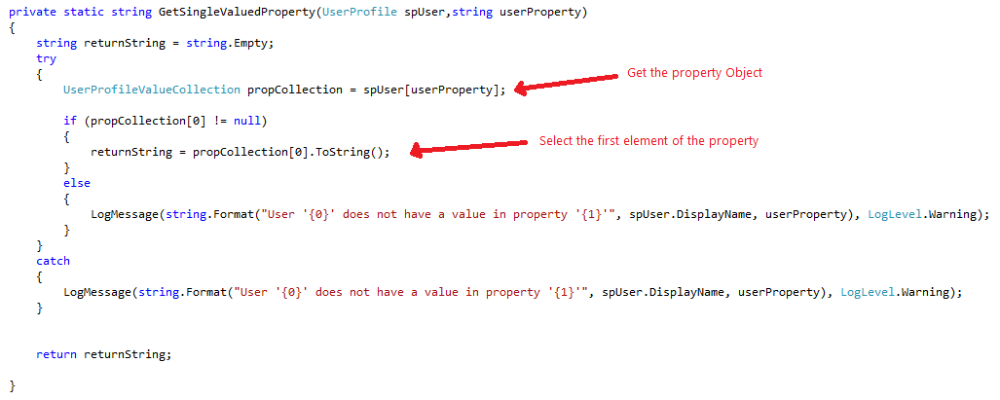 private static string GetSingleValuedProperty(UserProfile spUser,string userProperty)
{
    string returnString = string.Empty;
    try
    {
        UserProfileValueCollection propCollection = spUser[userProperty];
Get the property Object
        if (propCollection[0] != null)
        {
            returnString = propCollection[0].ToString();
Select the first element of the property
        }
        else
        {
            LogMessage(string.Format("User '{0}' does not have a value in property '{1}'", spUser.DisplayName, userProperty), LogLevel.Warning);
        }
    }
    catch
    {
        LogMessage(string.Format("User '{0}' does not have a value in property '{1}'", spUser.DisplayName, userProperty), LogLevel.Warning);
    }
    return returnString;
}